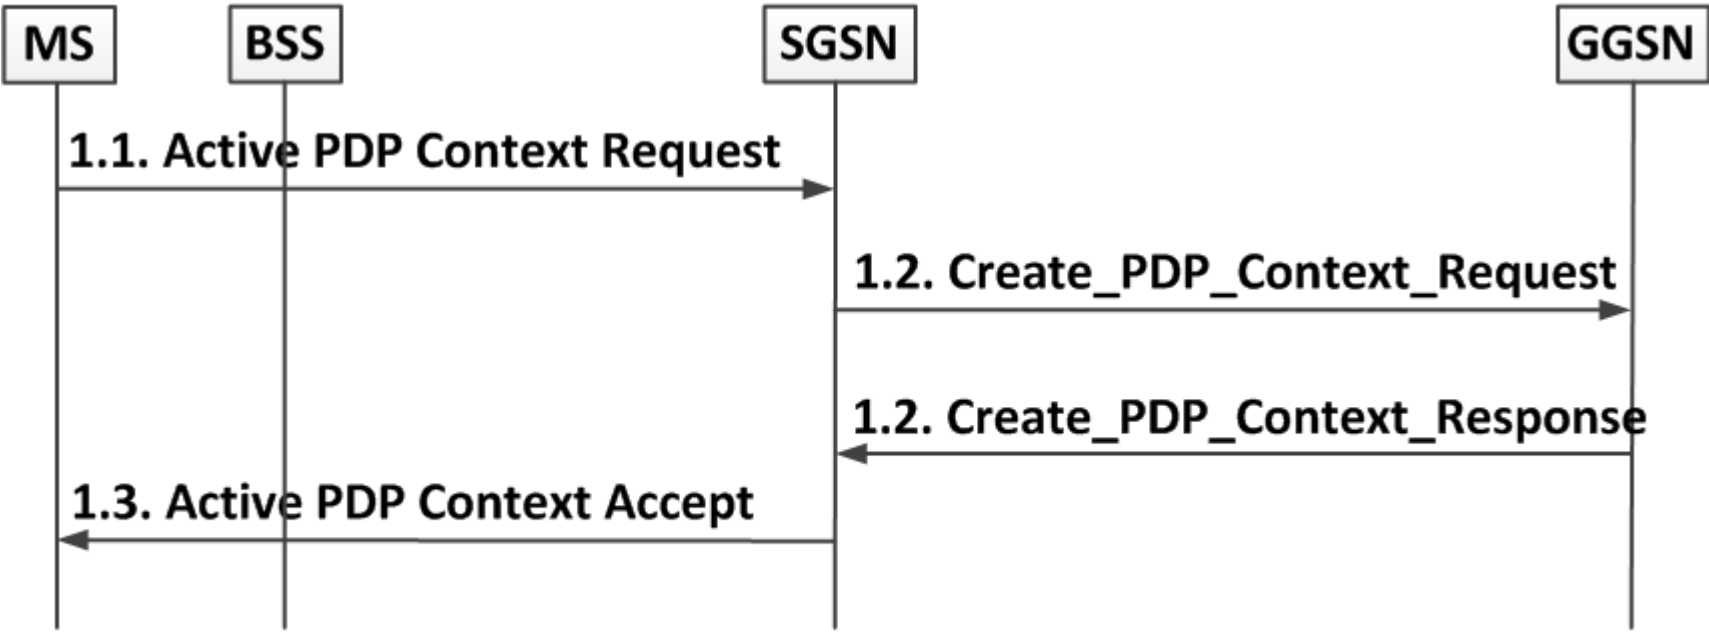 MS
BSS
SGSN
GGSN
1.1. Active PDP Context Request
1.2. Create_PDP_Context_Request
1.2. Create_PDP_Context_Response
1.3. Active PDP Context Accept